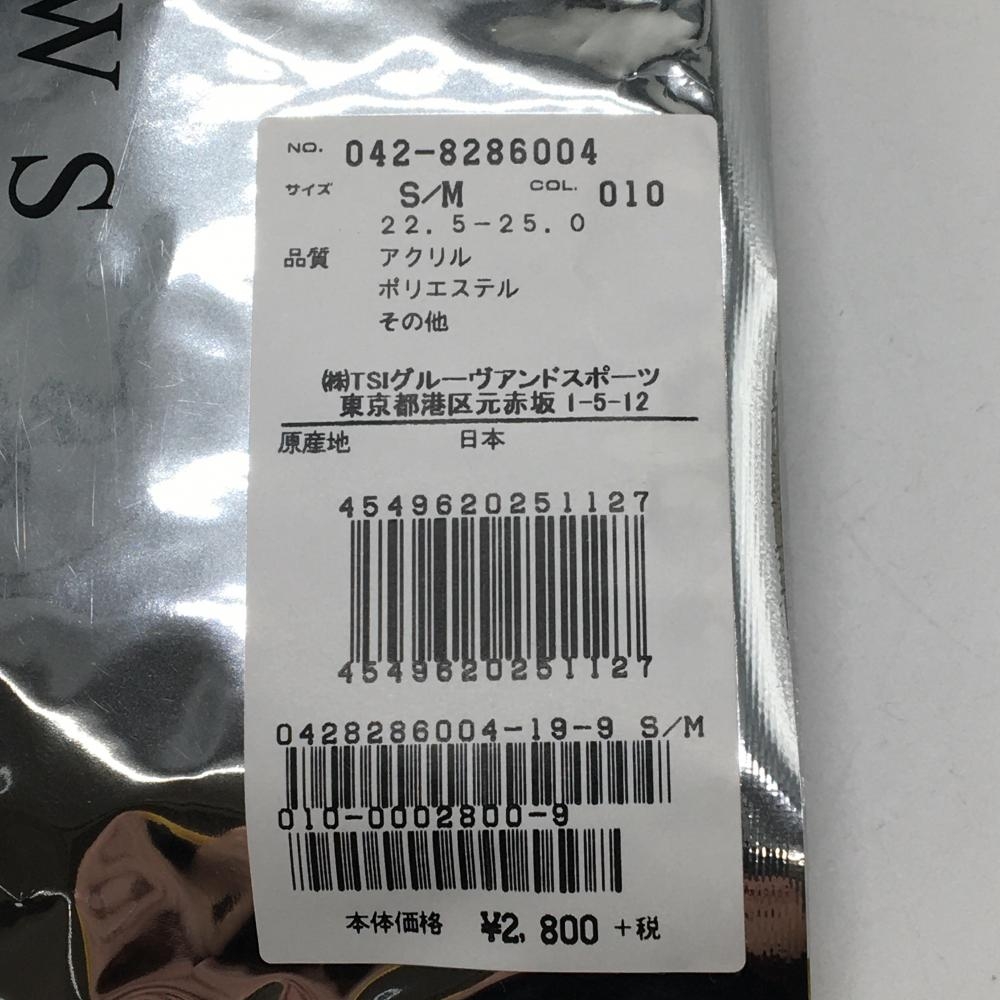 W S
NO. 042-8286004
サイズ S/M COL. 010
22.5-25.0
品質 アクリル
ポリエステル
その他
㈱TSIグルーヴアンドスポーツ
東京都港区元赤坂 1-5-12
原産地 日本
4549620251127
4549620251127
0428286004-19-9 S/M
010-0002800-9
本体価格 ¥2,800 +税